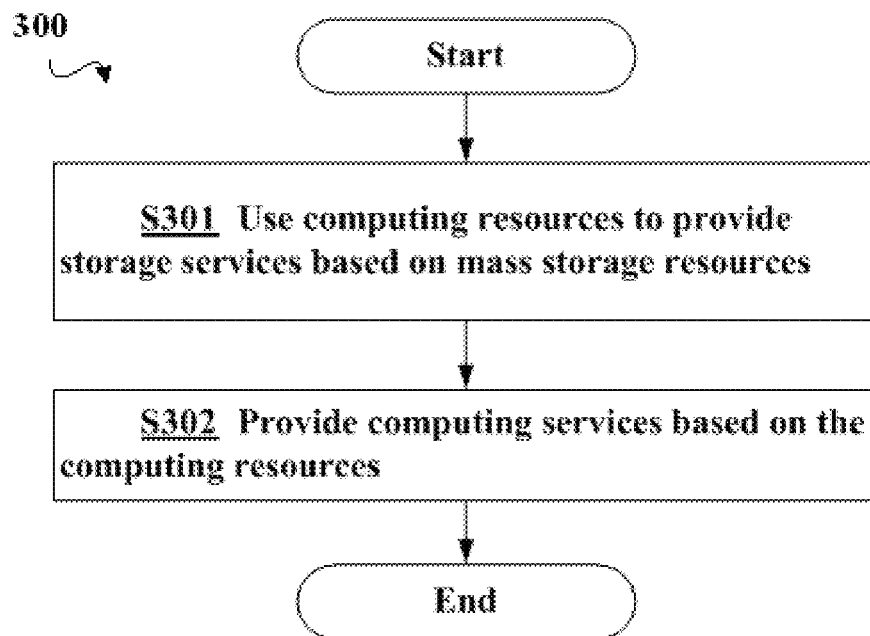 300
Start
S301 Use computing resources to provide
storage services based on mass storage resources
S302 Provide computing services based on the
computing resources
End